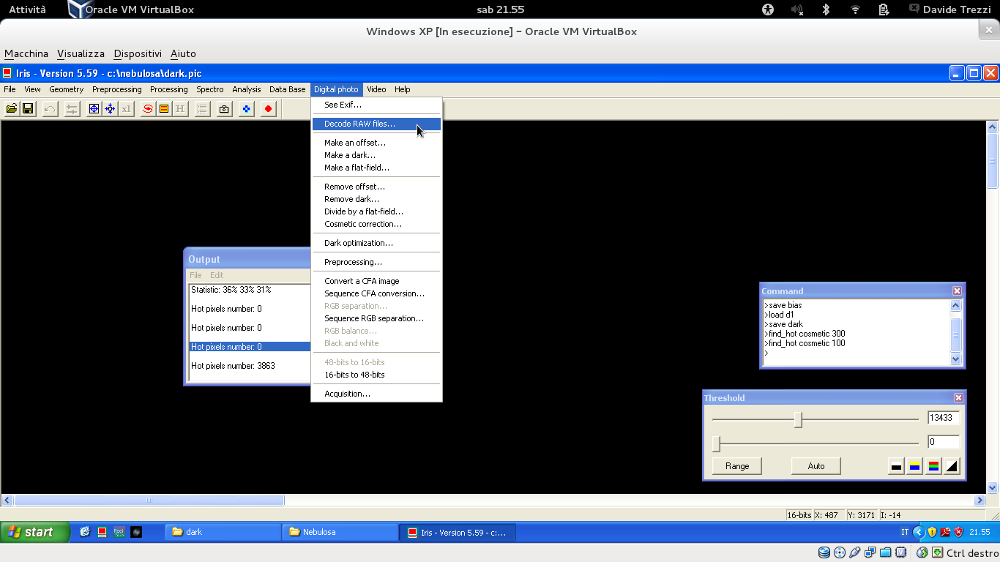 Attività Oracle VM VirtualBox sab 21.55 Davide Trezzi
Windows XP [In esecuzione] – Oracle VM VirtualBox
Macchina Visualizza Dispositivi Aiuto
Iris - Version 5.59 - c:\nebulosa\dark.pic
File View Geometry Preprocessing Processing Spectro Analysis Data Base Digital photo Video Help
x1 H
See Exif...
Decode RAW files...
Make an offset...
Make a dark...
Make a flat-field...
Remove offset...
Remove dark...
Divide by a flat-field...
Cosmetic correction...
Dark optimization...
Preprocessing...
Convert a CFA image
Sequence CFA conversion...
RGB separation...
Sequence RGB separation...
RGB balance...
Black and white
48-bits to 16-bits
16-bits to 48-bits
Acquisition...
Output
File Edit
Statistic: 36% 33% 31%
Hot pixels number: 0
Hot pixels number: 0
Hot pixels number: 0
Hot pixels number: 3863
Command
>save bias
>load d1
>save dark
>find_hot cosmetic 300
>find_hot cosmetic 100
>
Threshold
13433
0
Range Auto
16-bits X: 487 Y: 3171 I: -14
start dark Nebulosa Iris - Version 5.59 - c:... IT 21.55
Ctrl destro